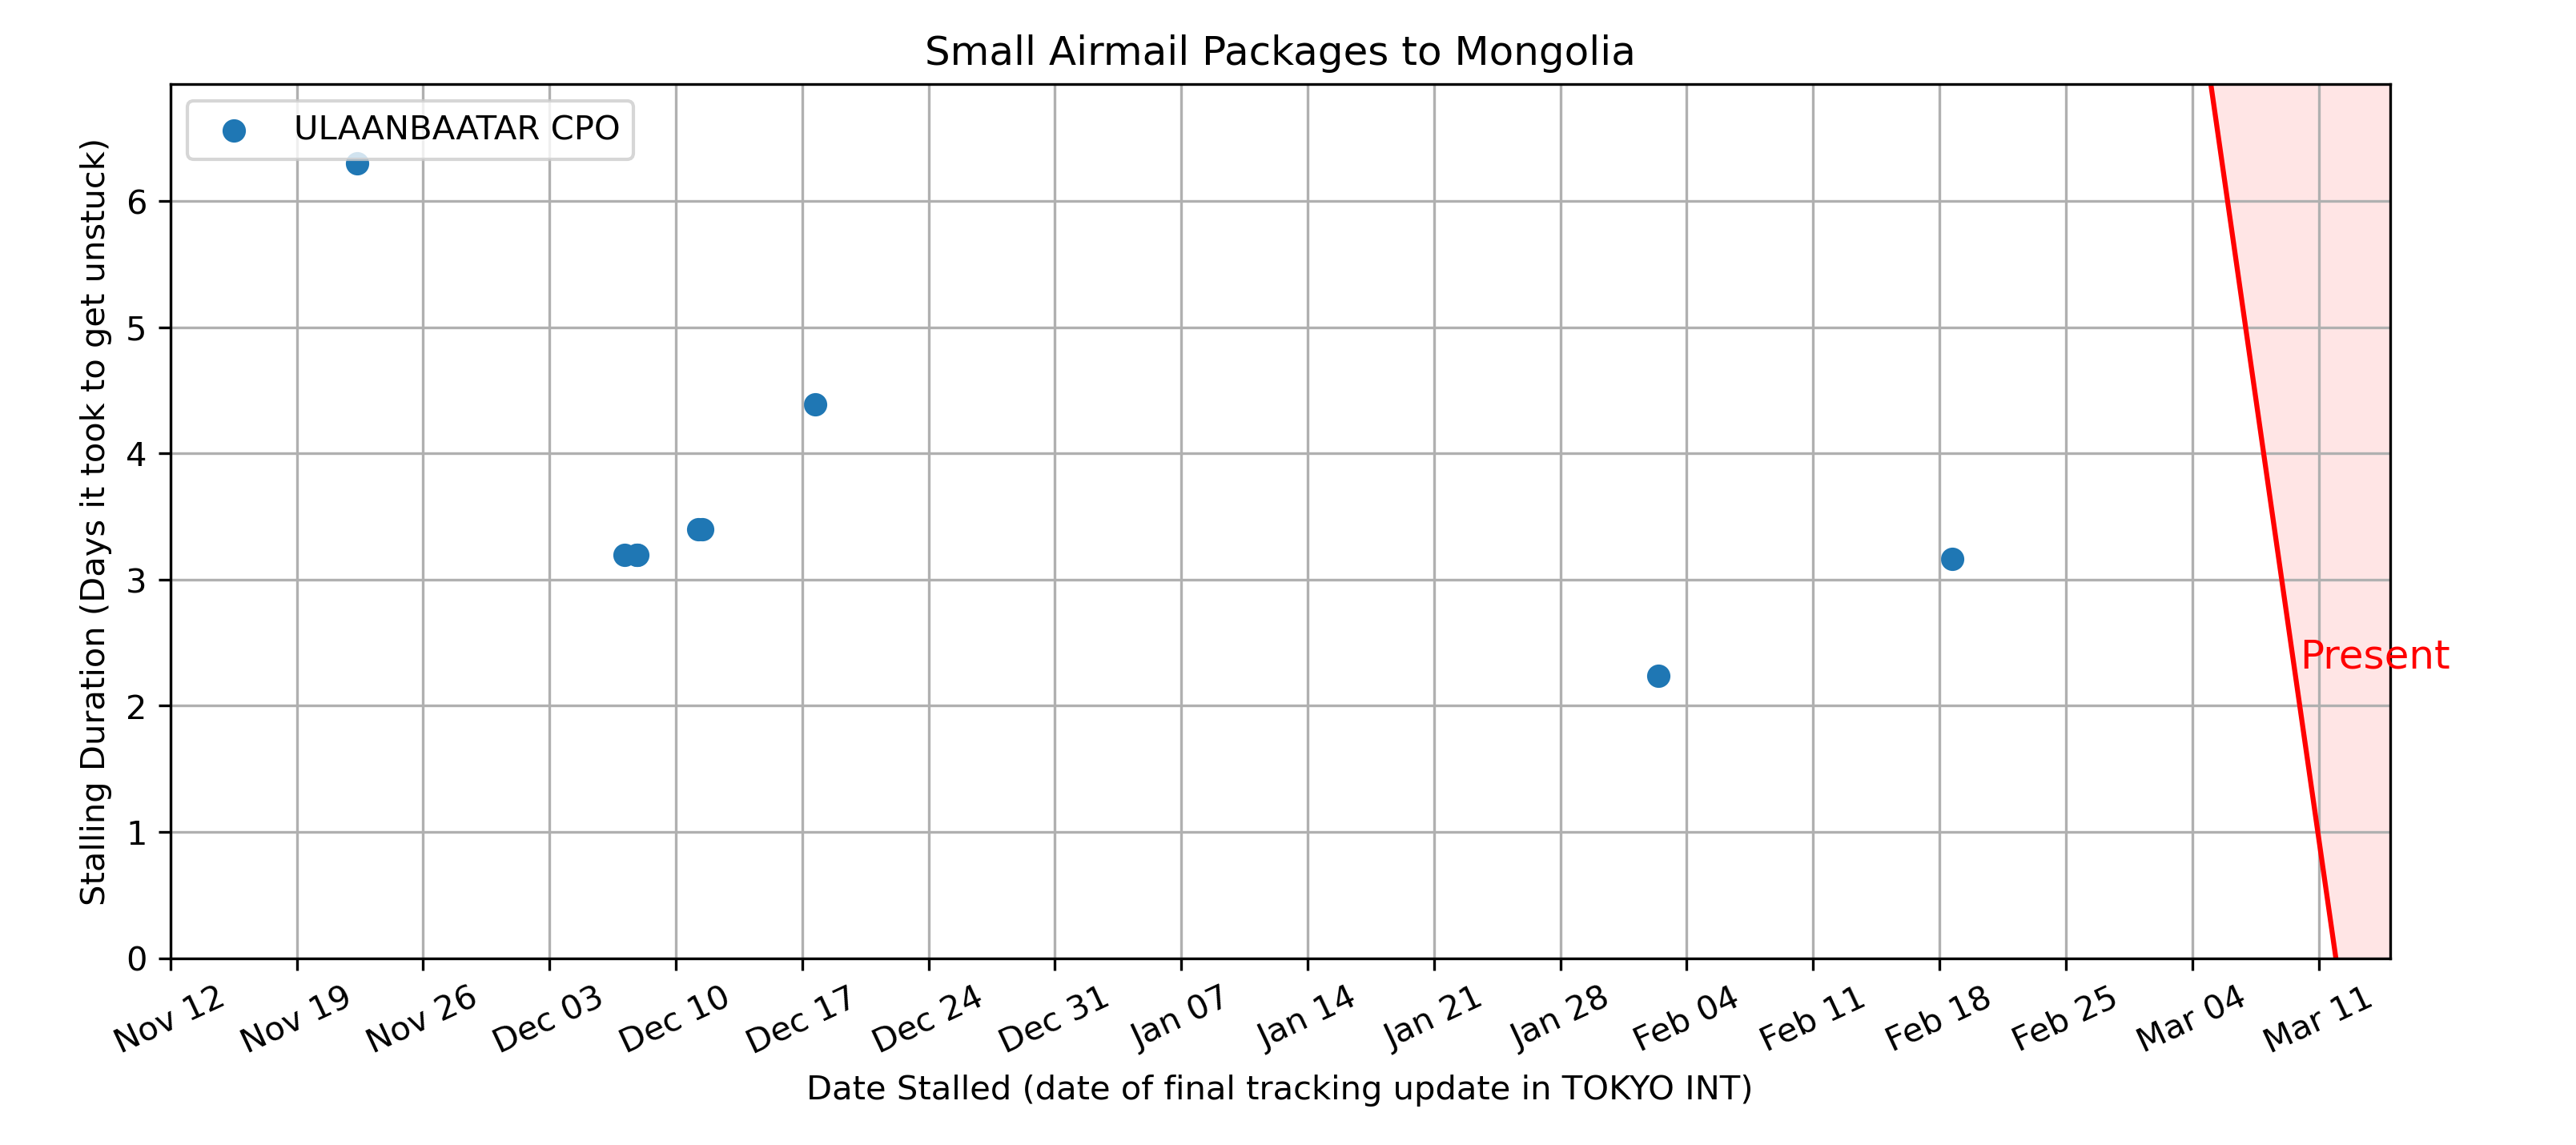 Small Airmail Packages to Mongolia
ULAANBAATAR CPO
Stalling Duration (Days it took to get unstuck)
6
5
4
3
2
1
0
Present
Nov 12
Nov 19
Nov 26
Dec 03
Dec 10
Dec 17
Dec 24
Dec 31
Jan 07
Jan 14
Jan 21
Jan 28
Feb 04
Feb 11
Feb 18
Feb 25
Mar 04
Mar 11
Date Stalled (date of final tracking update in TOKYO INT)